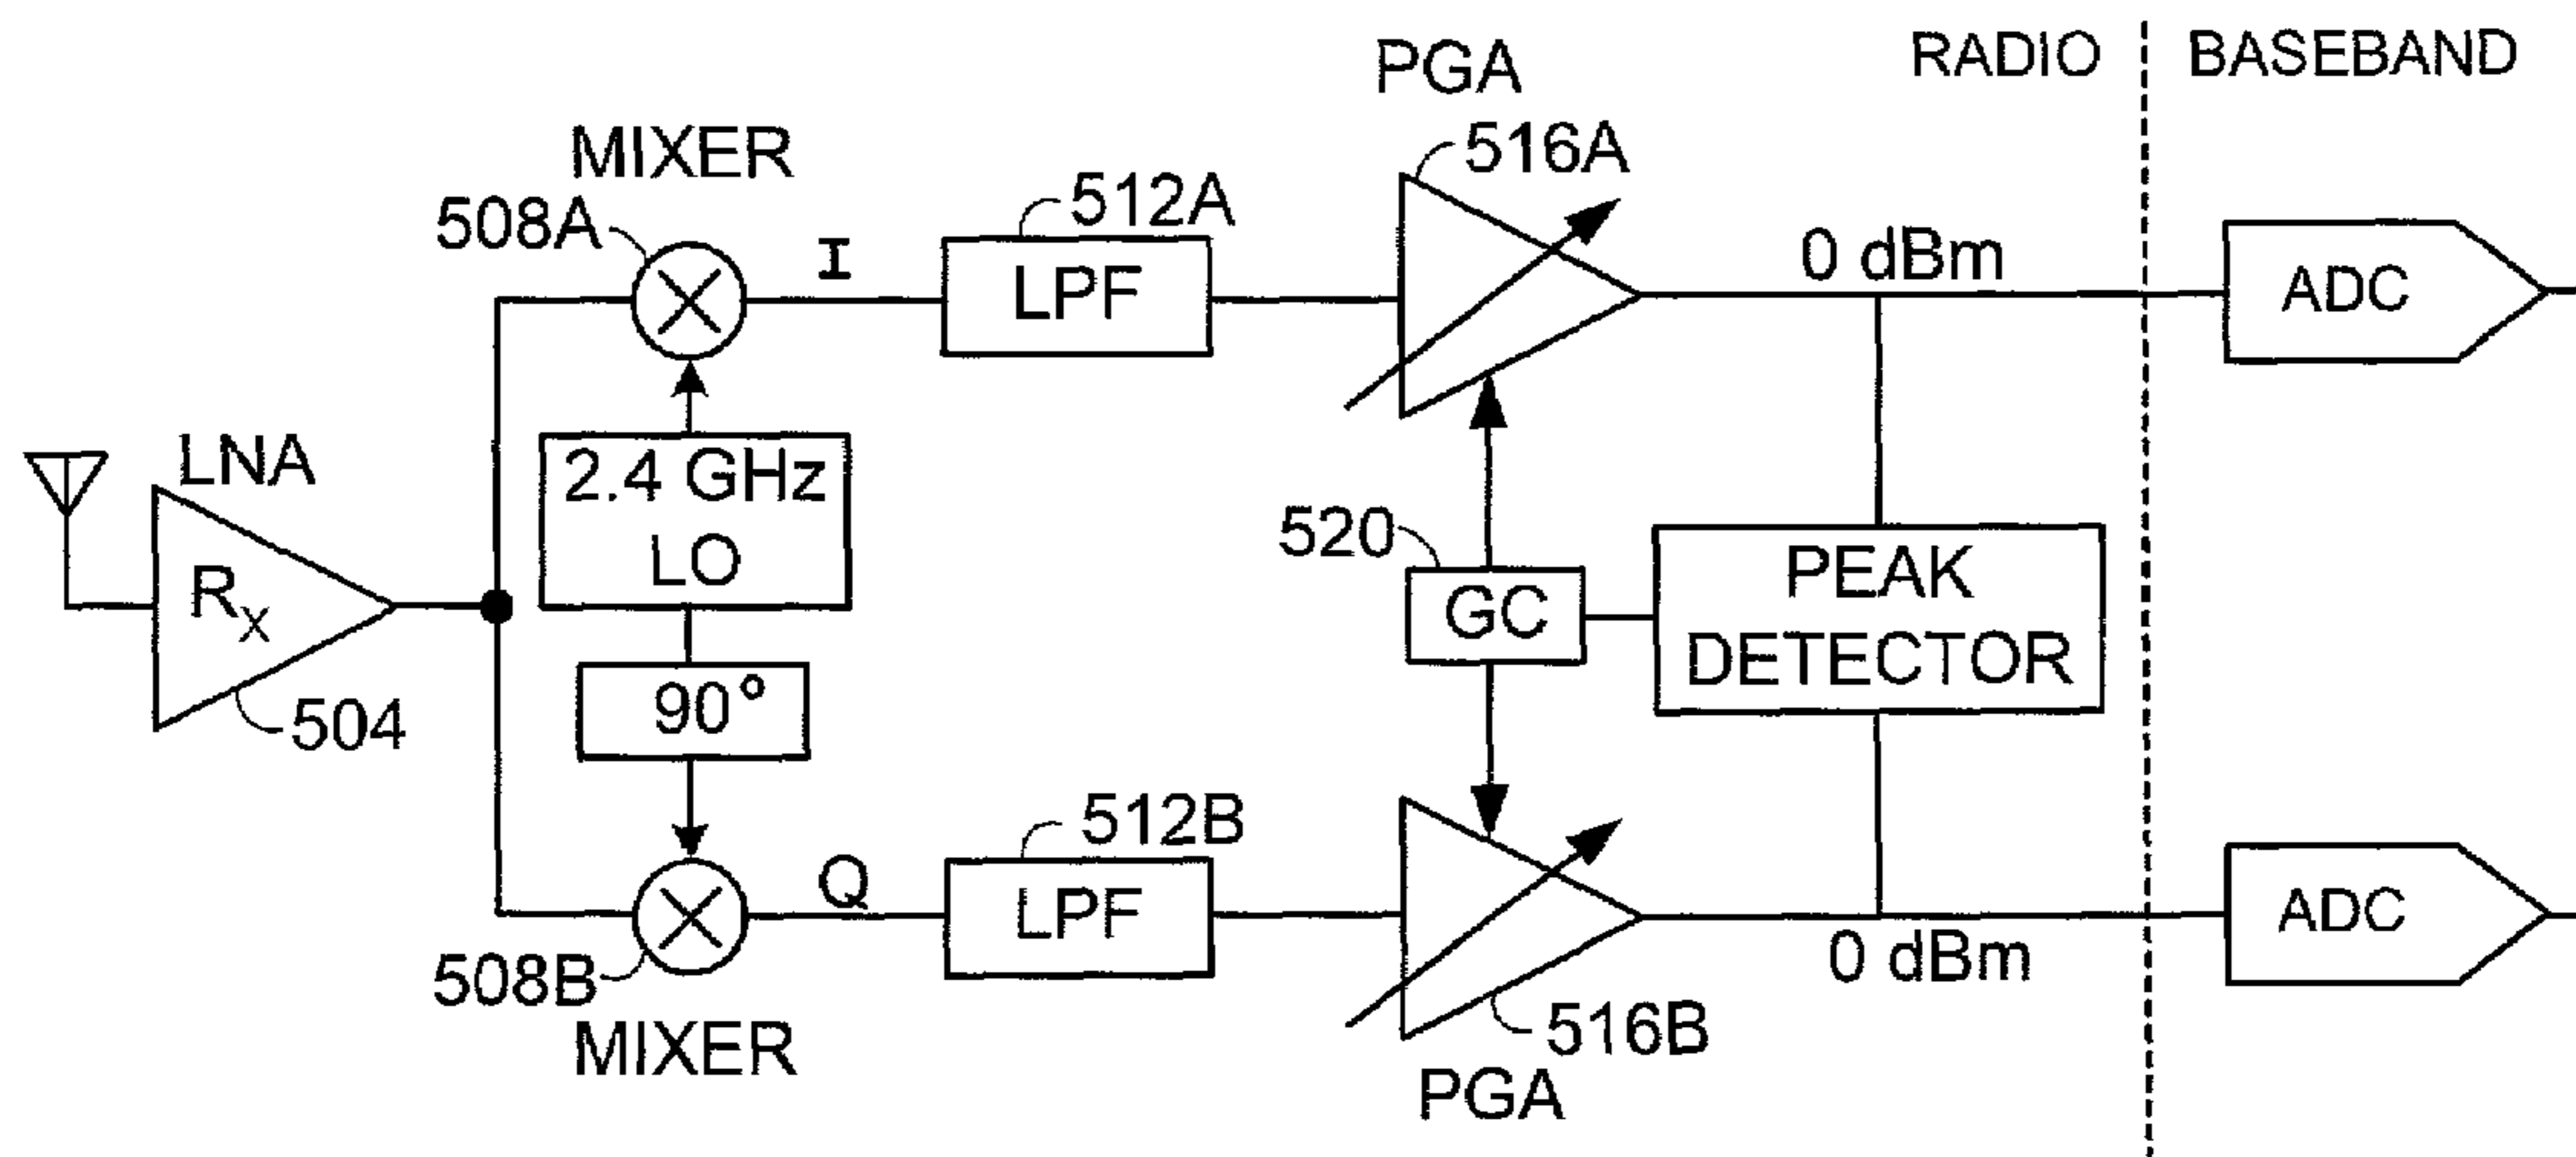 RADIO
BASEBAND
PGA
516A
MIXER
508A
I
512A
LPF
0 dBm
ADC
LNA
Rx
504
2.4 GHz
LO
90°
520
GC
PEAK
DETECTOR
512B
Q
LPF
508B
MIXER
516B
PGA
0 dBm
ADC